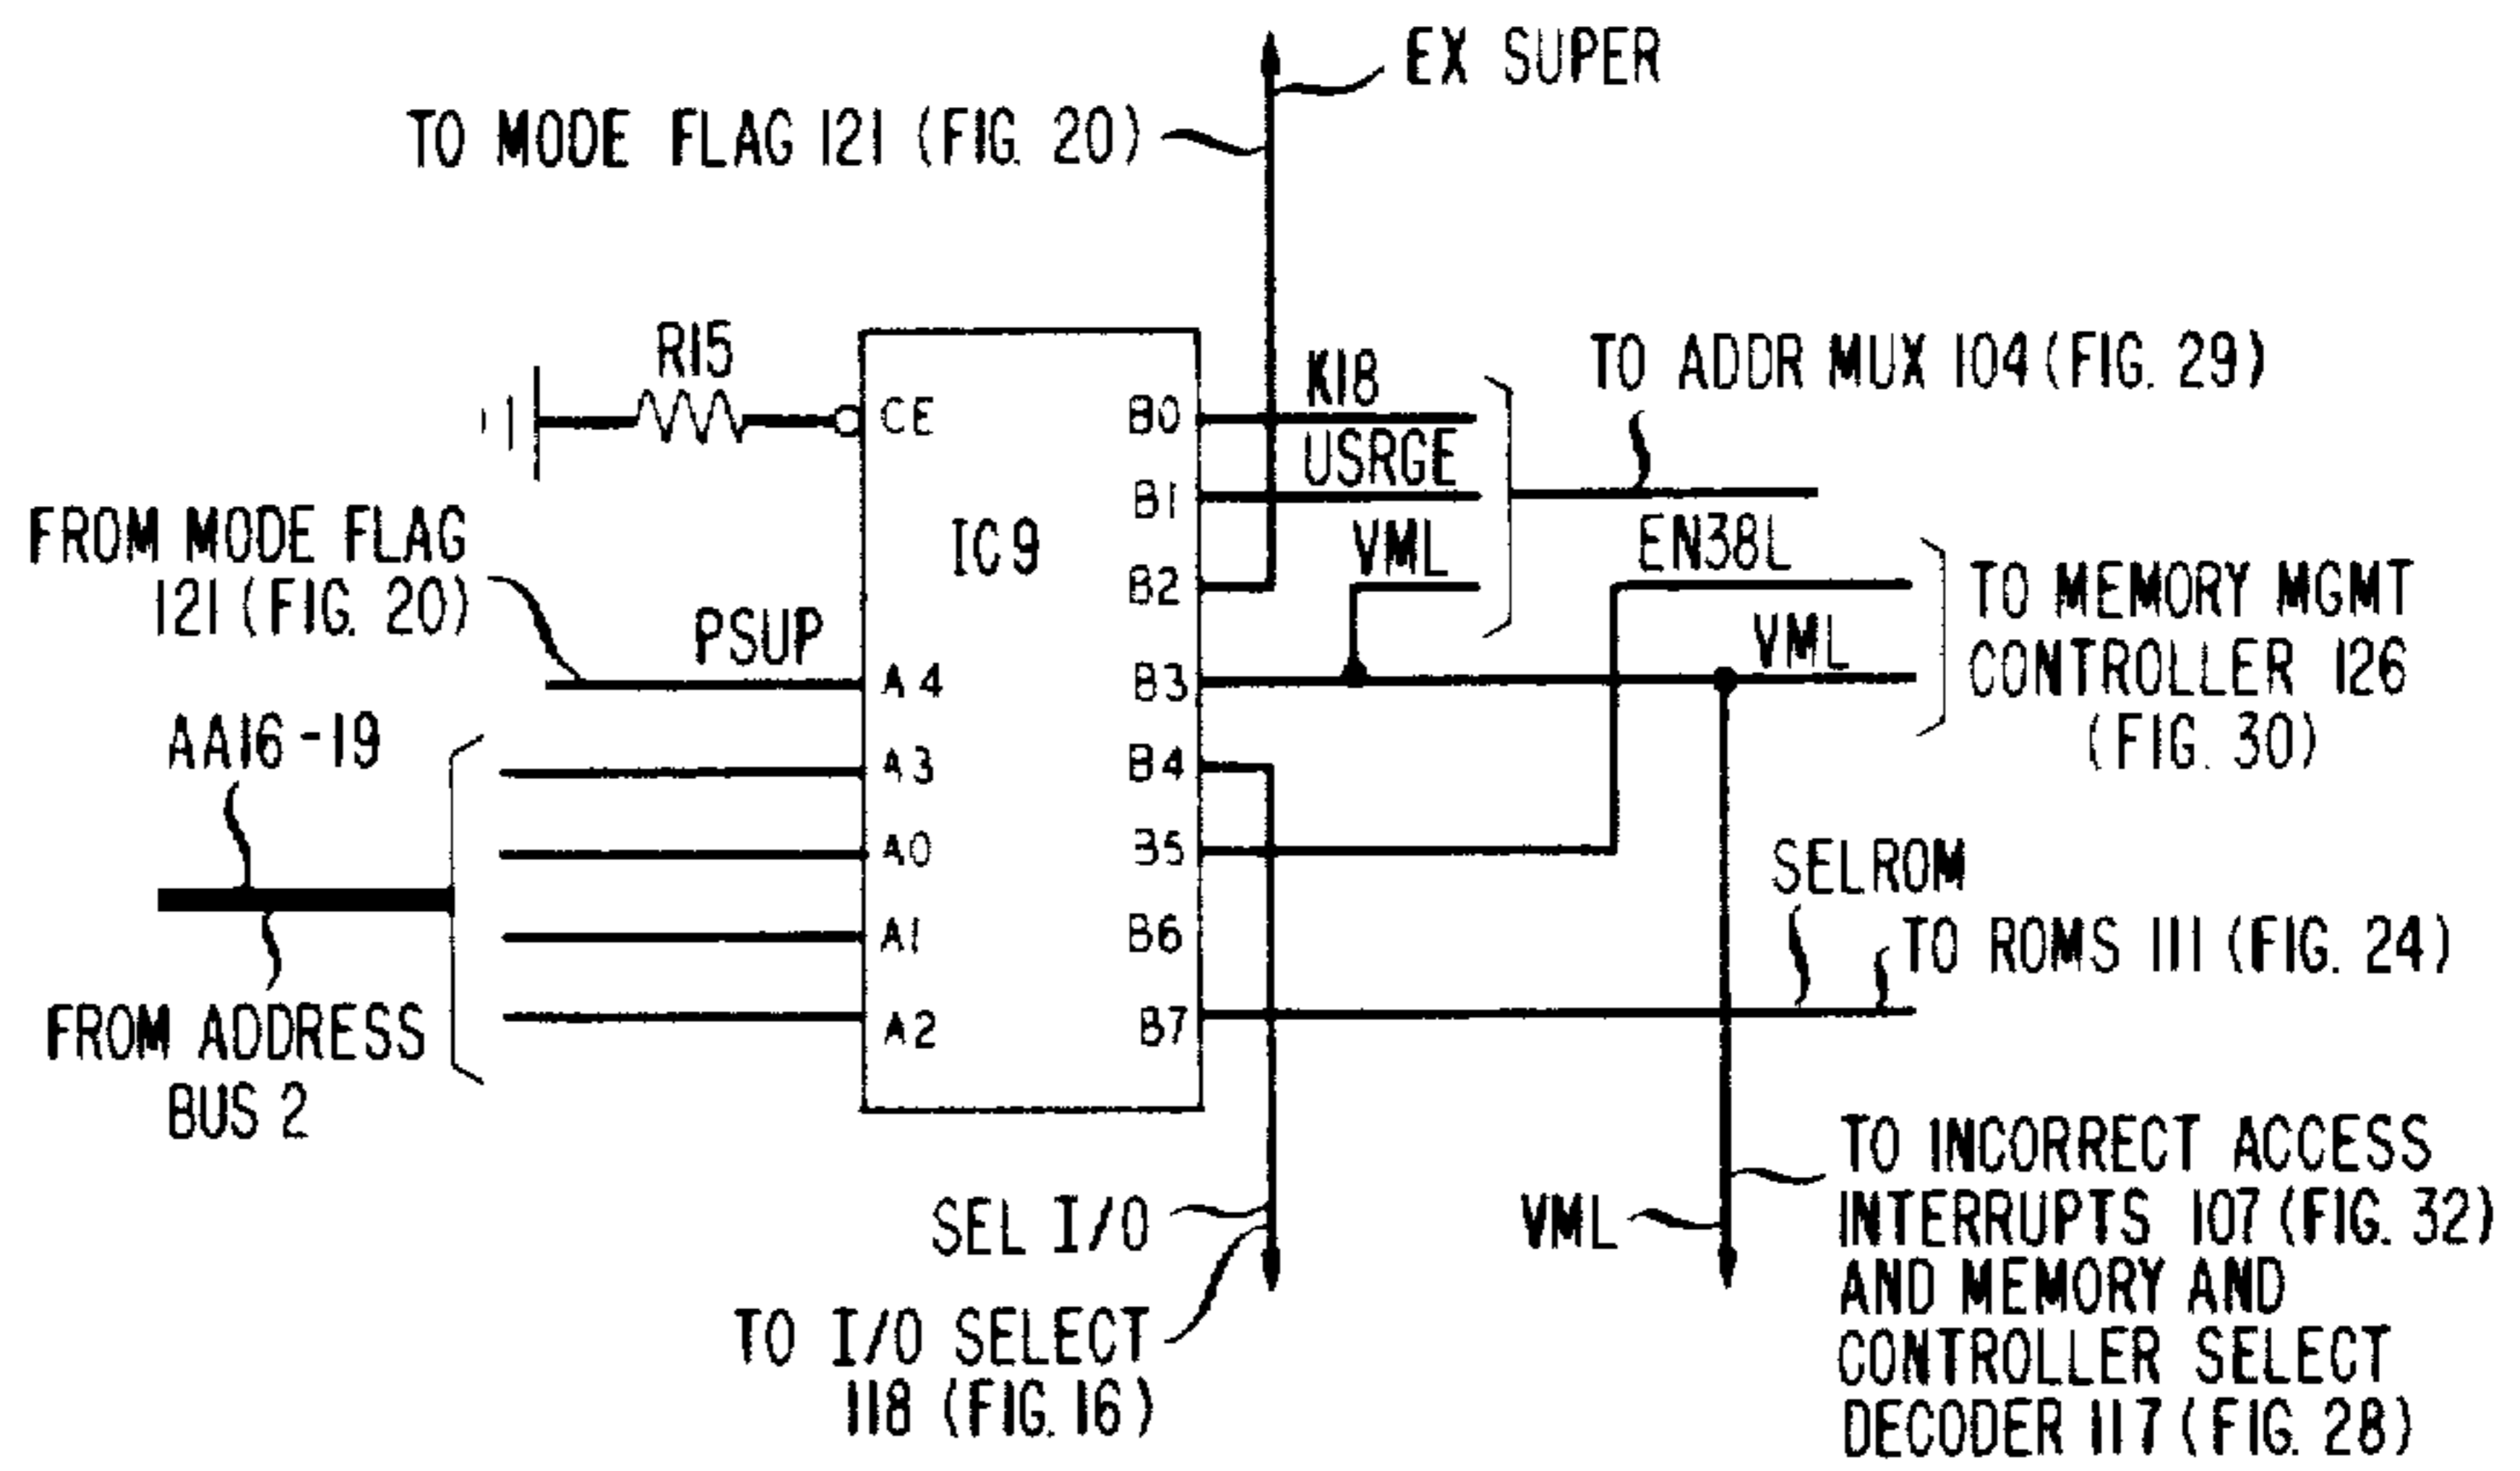 EX SUPER
TO MODE FLAG 121 (FIG. 20)
R15
K18
TO ADDR MUX 104 (FIG. 29)
CE
B0
USRGE
B1
IC9
VML
EN38L
FROM MODE FLAG
121 (FIG. 20)
B2
TO MEMORY MGMT
CONTROLLER 126
(FIG. 30)
PSUP
VML
A4
B3
AA16-19
A3
B4
A0
B5
SELROM
A1
B6
TO ROMS 111 (FIG. 24)
FROM ADDRESS
BUS 2
A2
B7
SEL I/O
VML
TO INCORRECT ACCESS
INTERRUPTS 107 (FIG. 32)
AND MEMORY AND
CONTROLLER SELECT
DECODER 117 (FIG. 28)
TO I/O SELECT
118 (FIG. 16)